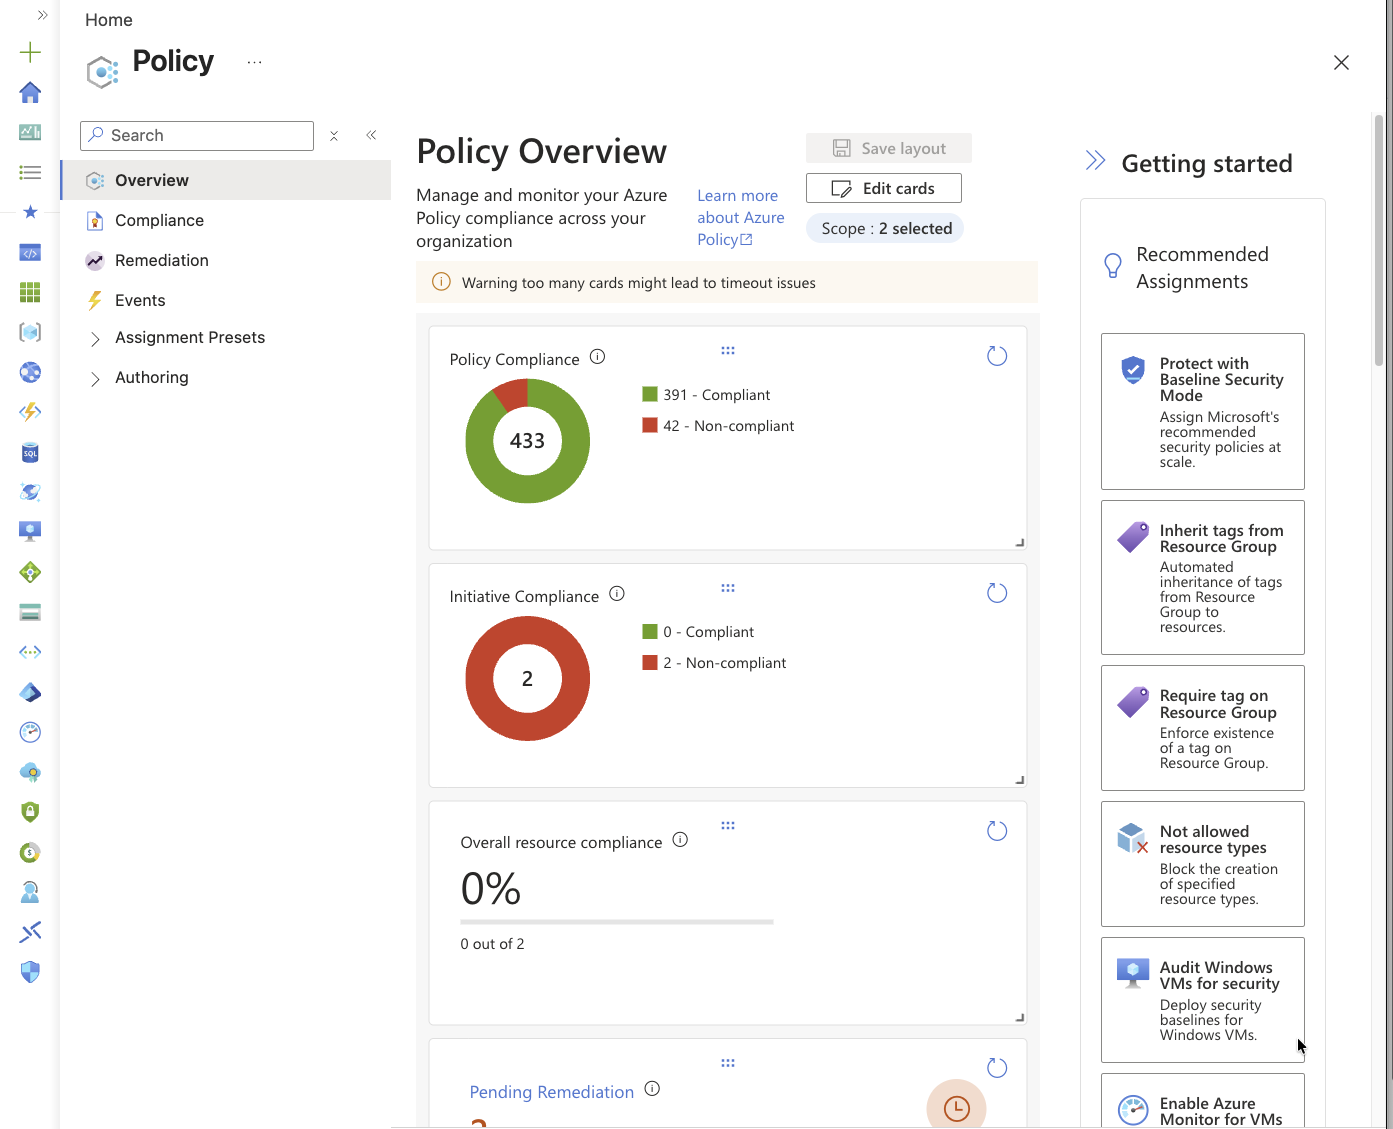 Home
Policy
Search
Overview
Compliance
Remediation
Events
Assignment Presets
Authoring
Policy Overview
Manage and monitor your Azure
Policy compliance across your
organization
Learn more
about Azure
Policy
Save layout
Edit cards
Scope : 2 selected
Warning too many cards might lead to timeout issues
Policy Compliance
433
391 - Compliant
42 - Non-compliant
Initiative Compliance
2
0 - Compliant
2 - Non-compliant
Overall resource compliance
0%
0 out of 2
Pending Remediation
Getting started
Recommended
Assignments
Protect with
Baseline Security
Mode
Assign Microsoft's
recommended
security policies at
scale.
Inherit tags from
Resource Group
Automated
inheritance of tags
from Resource
Group to
resources.
Require tag on
Resource Group
Enforce existence
of a tag on
Resource Group.
Not allowed
resource types
Block the creation
of specified
resource types.
Audit Windows
VMs for security
Deploy security
baselines for
Windows VMs.
Enable Azure
Monitor for VMs
SQL